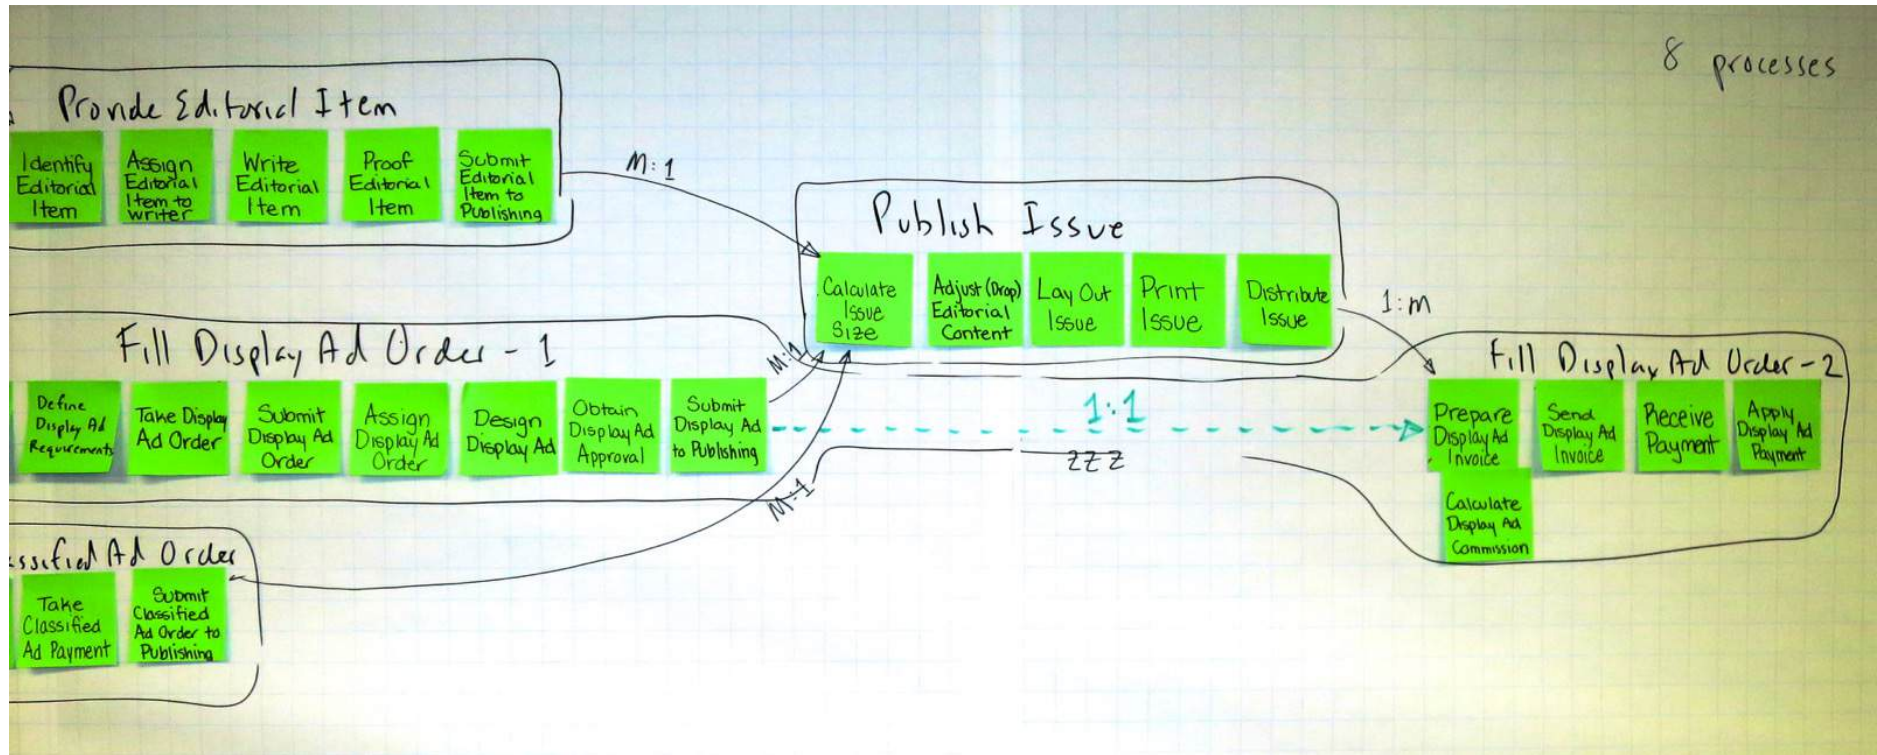 8 processes
Provide Editorial Item
Identify
Editorial
Item
Assign
Editorial
Item to
writer
Write
Editorial
Item
Proof
Editorial
Item
Submit
Editorial
Item to
Publishing
M:1
Publish Issue
Calculate
Issue
Size
Adjust (Drop)
Editorial
Content
Lay Out
Issue
Print
Issue
Distribute
Issue
1:M
Fill Display Ad Order - 1
Define
Display Ad
Requirements
Take Display
Ad Order
Submit
Display Ad
Order
Assign
Display Ad
Order
Design
Display Ad
Obtain
Display Ad
Approval
Submit
Display Ad
to Publishing
M:1
1:1
ZZZ
M:1
Fill Display Ad Order - 2
Prepare
Display Ad
Invoice
Send
Display Ad
Invoice
Receive
Payment
Apply
Display Ad
Payment
Calculate
Display Ad
Commission
ssified Ad Order
Take
Classified
Ad Payment
Submit
Classified
Ad Order to
Publishing